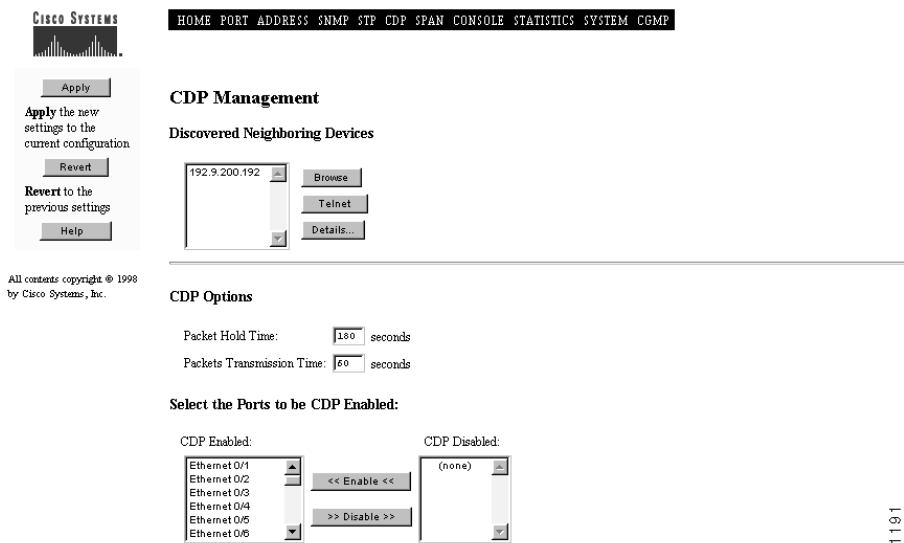 CISCO SYSTEMS
HOME PORT ADDRESS SNMP STP CDP SPAN CONSOLE STATISTICS SYSTEM CGMP
Apply
Apply the new
settings to the
current configuration
Revert
Revert to the
previous settings
Help
All contents copyright © 1998
by Cisco Systems, Inc.
CDP Management
Discovered Neighboring Devices
192.9.200.192
Browse
Telnet
Details...
CDP Options
Packet Hold Time: 180 seconds
Packets Transmission Time: 60 seconds
Select the Ports to be CDP Enabled:
CDP Enabled:
Ethernet 0/1
Ethernet 0/2
Ethernet 0/3
Ethernet 0/4
Ethernet 0/5
Ethernet 0/6
<< Enable <<
>> Disable >>
CDP Disabled:
(none)
1191